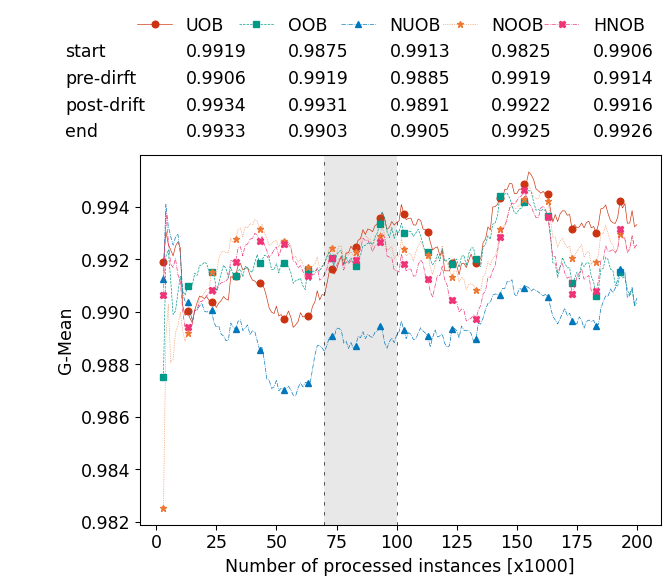 UOB OOB NUOB NOOB HNOB
start 0.9919 0.9875 0.9913 0.9825 0.9906
pre-dirft 0.9906 0.9919 0.9885 0.9919 0.9914
post-drift 0.9934 0.9931 0.9891 0.9922 0.9916
end 0.9933 0.9903 0.9905 0.9925 0.9926
0.994
0.992
0.990
0.988
0.986
0.984
0.982
G-Mean
0 25 50 75 100 125 150 175 200
Number of processed instances [x1000]